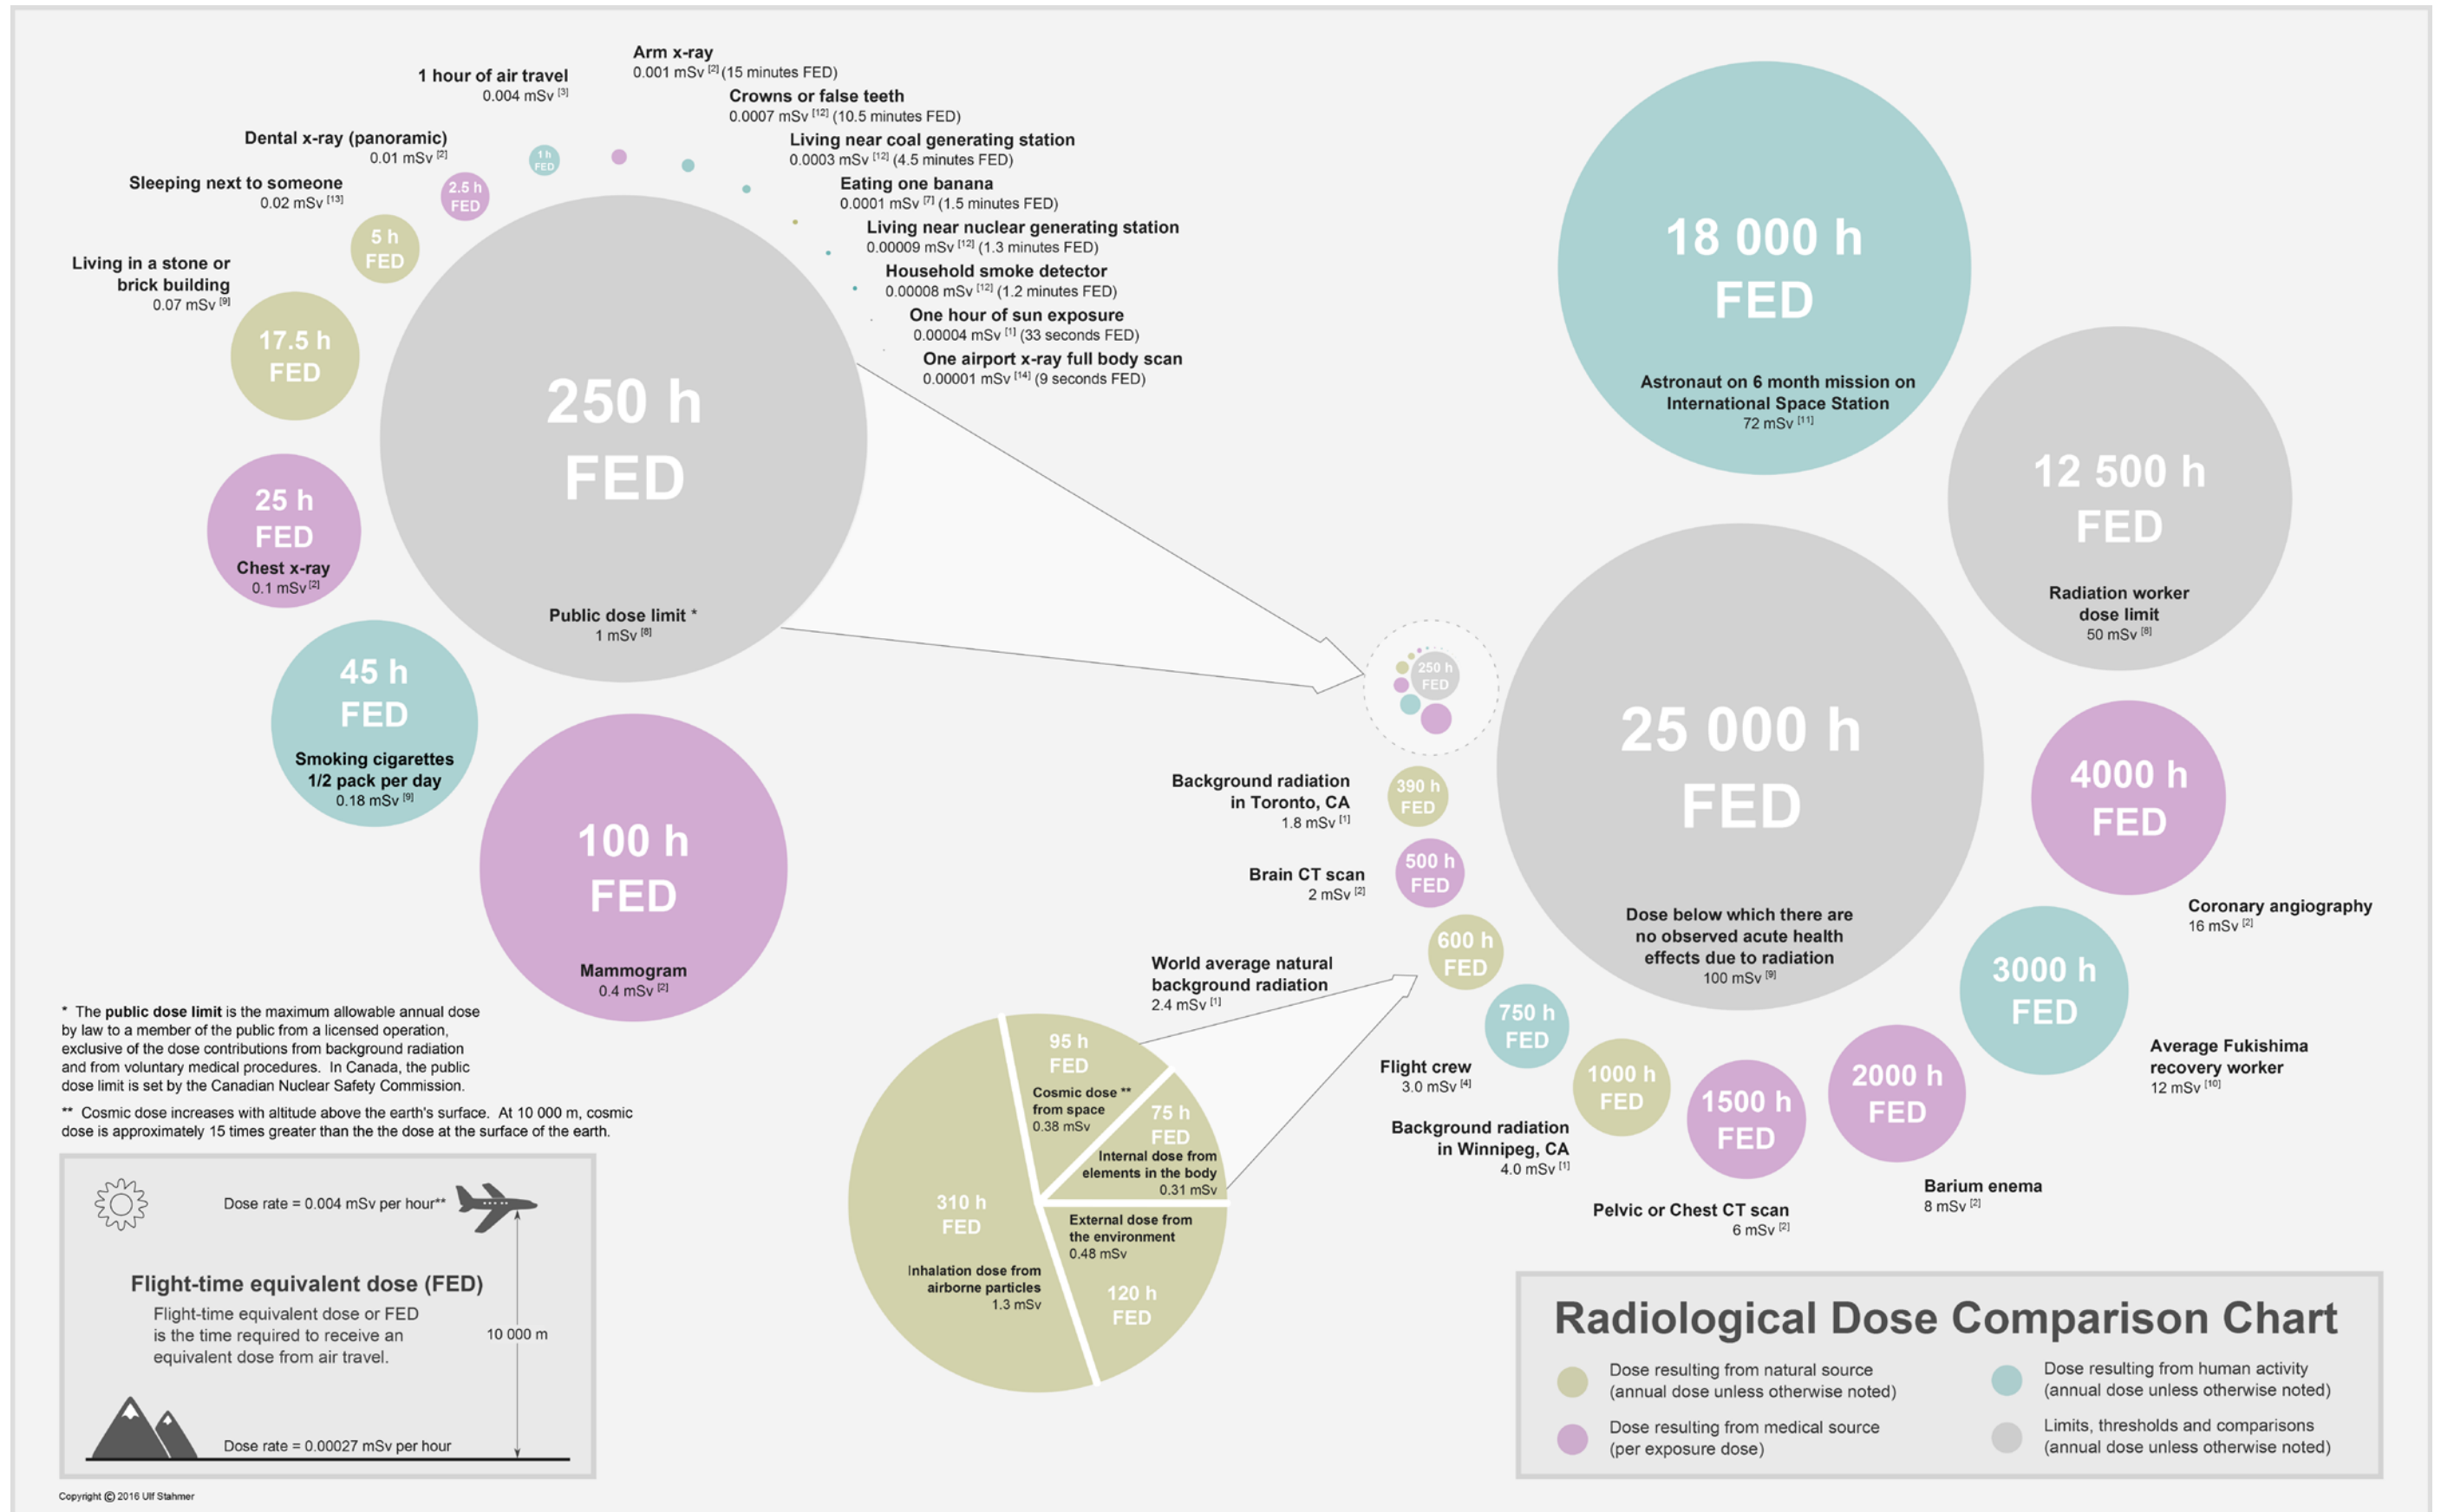 Arm x-ray
0.001 mSv [2] (15 minutes FED)
1 hour of air travel
0.004 mSv [3]
Crowns or false teeth
0.0007 mSv [12] (10.5 minutes FED)
Dental x-ray (panoramic)
0.01 mSv [2]
1 h
FED
Living near coal generating station
0.0003 mSv [12] (4.5 minutes FED)
Sleeping next to someone
0.02 mSv [13]
2.5 h
FED
Eating one banana
0.0001 mSv [7] (1.5 minutes FED)
5 h
FED
Living near nuclear generating station
0.00009 mSv [12] (1.3 minutes FED)
Living in a stone or
brick building
0.07 mSv [9]
Household smoke detector
0.00008 mSv [12] (1.2 minutes FED)
17.5 h
FED
One hour of sun exposure
0.00004 mSv [1] (33 seconds FED)
One airport x-ray full body scan
0.00001 mSv [14] (9 seconds FED)
250 h
FED
Public dose limit *
1 mSv [8]
25 h
FED
Chest x-ray
0.1 mSv [2]
45 h
FED
Smoking cigarettes
1/2 pack per day
0.18 mSv [9]
100 h
FED
Mammogram
0.4 mSv [2]
18 000 h
FED
Astronaut on 6 month mission on
International Space Station
72 mSv [11]
12 500 h
FED
Radiation worker
dose limit
50 mSv [8]
250 h
FED
25 000 h
FED
Dose below which there are
no observed acute health
effects due to radiation
100 mSv [9]
Background radiation
in Toronto, CA
1.8 mSv [1]
390 h
FED
Brain CT scan
2 mSv [2]
500 h
FED
World average natural
background radiation
2.4 mSv [1]
600 h
FED
Flight crew
3.0 mSv [4]
750 h
FED
Background radiation
in Winnipeg, CA
4.0 mSv [1]
1000 h
FED
1500 h
FED
Pelvic or Chest CT scan
6 mSv [2]
2000 h
FED
Barium enema
8 mSv [2]
3000 h
FED
Average Fukishima
recovery worker
12 mSv [10]
4000 h
FED
Coronary angiography
16 mSv [2]
95 h
FED
Cosmic dose **
from space
0.38 mSv
75 h
FED
Internal dose from
elements in the body
0.31 mSv
310 h
FED
Inhalation dose from
airborne particles
1.3 mSv
External dose from
the environment
0.48 mSv
120 h
FED
* The public dose limit is the maximum allowable annual dose
by law to a member of the public from a licensed operation,
exclusive of the dose contributions from background radiation
and from voluntary medical procedures. In Canada, the public
dose limit is set by the Canadian Nuclear Safety Commission.
** Cosmic dose increases with altitude above the earth's surface. At 10 000 m, cosmic
dose is approximately 15 times greater than the the dose at the surface of the earth.
Dose rate = 0.004 mSv per hour**
Flight-time equivalent dose (FED)
Flight-time equivalent dose or FED
is the time required to receive an
equivalent dose from air travel.
10 000 m
Dose rate = 0.00027 mSv per hour
Copyright © 2016 Ulf Stahmer
Radiological Dose Comparison Chart
Dose resulting from natural source
(annual dose unless otherwise noted)
Dose resulting from human activity
(annual dose unless otherwise noted)
Dose resulting from medical source
(per exposure dose)
Limits, thresholds and comparisons
(annual dose unless otherwise noted)